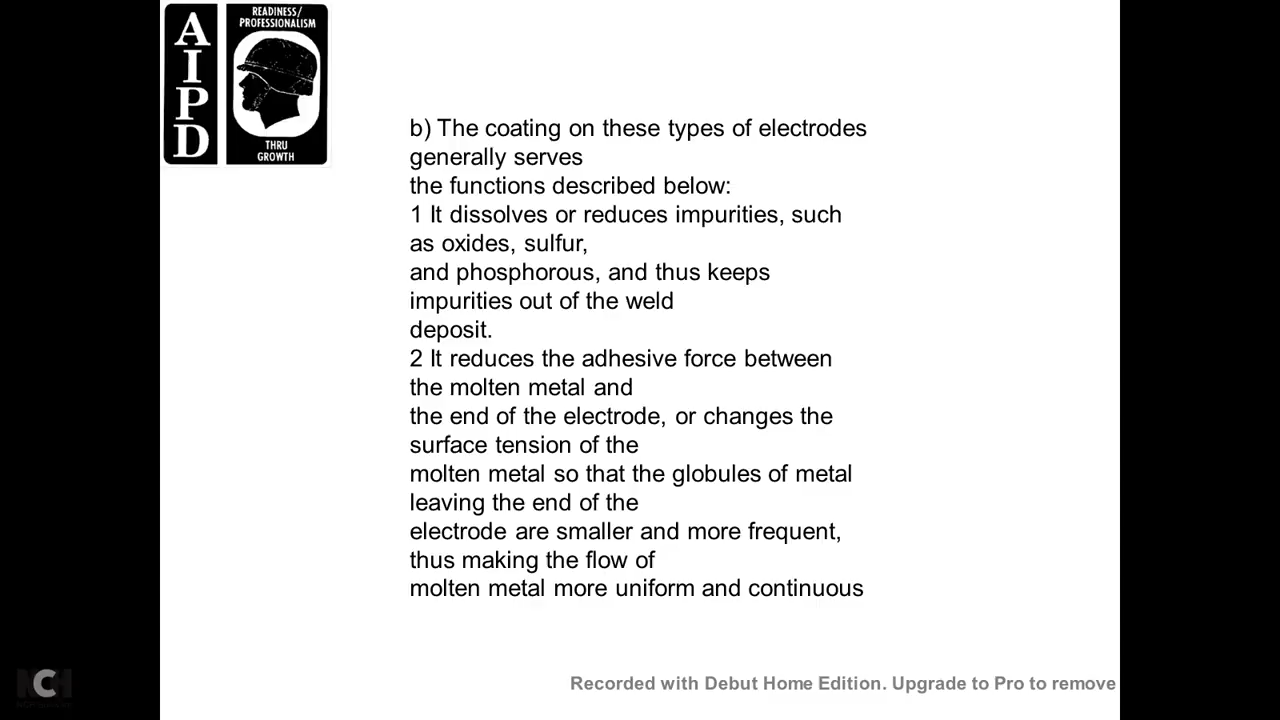 AIPD
READINESS/
PROFESSIONALISM
THRU
GROWTH
b) The coating on these types of electrodes
generally serves
the functions described below:
1 It dissolves or reduces impurities, such
as oxides, sulfur,
and phosphorous, and thus keeps
impurities out of the weld
deposit.
2 It reduces the adhesive force between
the molten metal and
the end of the electrode, or changes the
surface tension of the
molten metal so that the globules of metal
leaving the end of the
electrode are smaller and more frequent,
thus making the flow of
molten metal more uniform and continuous
NCH
Recorded with Debut Home Edition. Upgrade to Pro to remove